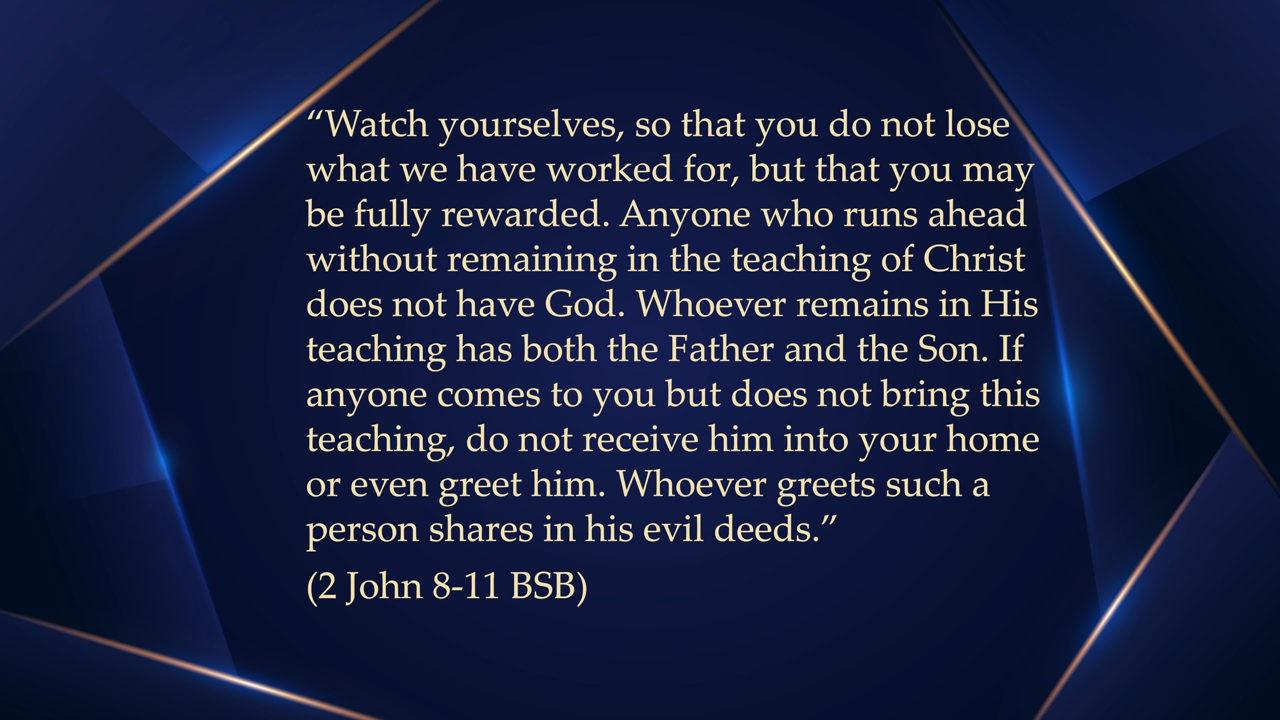 “Watch yourselves, so that you do not lose
what we have worked for, but that you may
be fully rewarded. Anyone who runs ahead
without remaining in the teaching of Christ
does not have God. Whoever remains in His
teaching has both the Father and the Son. If
anyone comes to you but does not bring this
teaching, do not receive him into your home
or even greet him. Whoever greets such a
person shares in his evil deeds.”
(2 John 8-11 BSB)